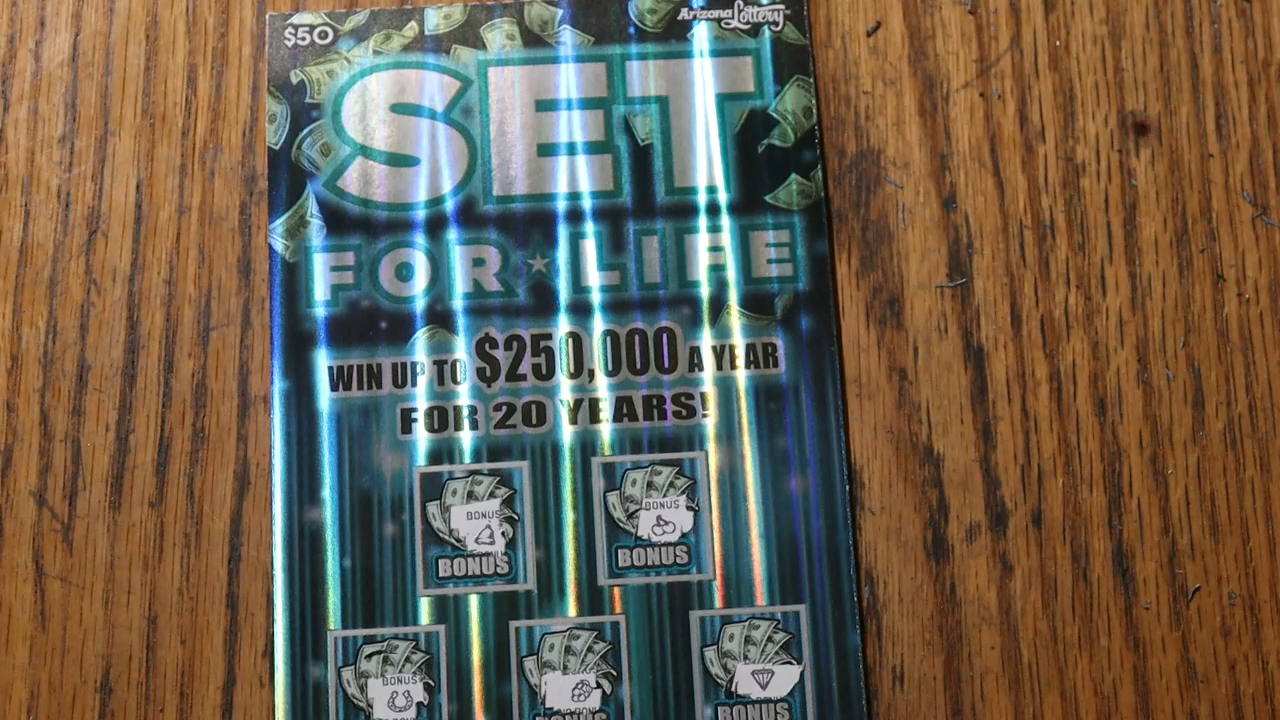 $50
Arizona Lottery™
SET
FOR★LIFE
WIN UP TO $250,000 A YEAR
FOR 20 YEARS!
BONUS
BONUS
BONUS
BONUS
BONUS
BONUS
BONUS